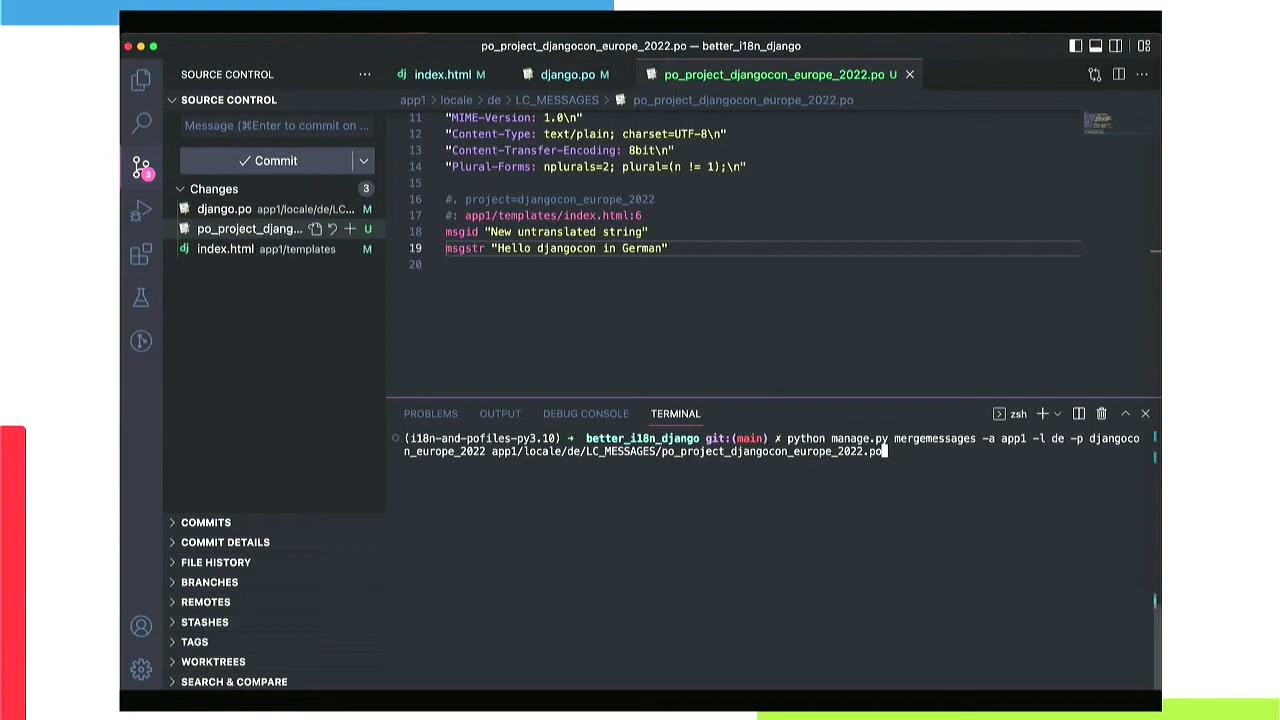 po_project_djangocon_europe_2022.po — better_i18n_django
SOURCE CONTROL
index.html M
django.po M
po_project_djangocon_europe_2022.po U
SOURCE CONTROL
app1 > locale > de > LC_MESSAGES > po_project_djangocon_europe_2022.po
Message (⌘Enter to commit on ...
Commit
Changes 3
django.po app1/locale/de/LC... M
po_project_djang... U
index.html app1/templates M
3
11 "MIME-Version: 1.0\n"
12 "Content-Type: text/plain; charset=UTF-8\n"
13 "Content-Transfer-Encoding: 8bit\n"
14 "Plural-Forms: nplurals=2; plural=(n != 1);\n"
15
16 #. project=djangocon_europe_2022
17 #: app1/templates/index.html:6
18 msgid "New untranslated string"
19 msgstr "Hello djangocon in German"
20
PROBLEMS OUTPUT DEBUG CONSOLE TERMINAL
zsh
(i18n-and-pofiles-py3.10) ➜ better_i18n_django git:(main) ✗ python manage.py mergemessages -a app1 -l de -p djangoco
n_europe_2022 app1/locale/de/LC_MESSAGES/po_project_djangocon_europe_2022.po
COMMITS
COMMIT DETAILS
FILE HISTORY
BRANCHES
REMOTES
STASHES
TAGS
WORKTREES
SEARCH & COMPARE